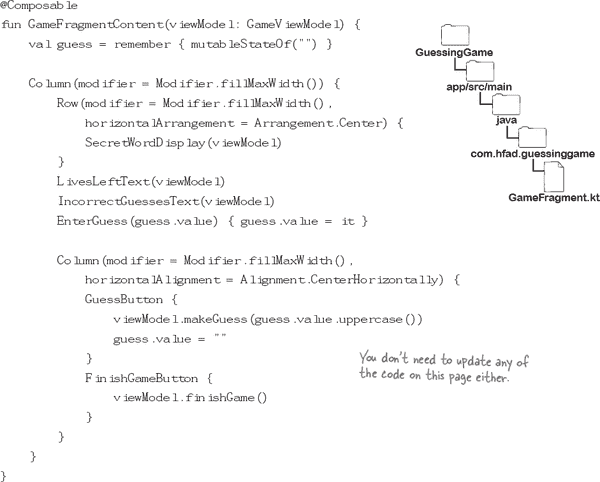 @Composable
fun GameFragmentContent(viewModel: GameViewModel) {
    val guess = remember { mutableStateOf("") }

    Column(modifier = Modifier.fillMaxWidth()) {
        Row(modifier = Modifier.fillMaxWidth(),
            horizontalArrangement = Arrangement.Center) {
            SecretWordDisplay(viewModel)
        }
        LivesLeftText(viewModel)
        IncorrectGuessesText(viewModel)
        EnterGuess(guess.value) { guess.value = it }

        Column(modifier = Modifier.fillMaxWidth(),
            horizontalAlignment = Alignment.CenterHorizontally) {
            GuessButton {
                viewModel.makeGuess(guess.value.uppercase())
                guess.value = ""
            }
            FinishGameButton {
                viewModel.finishGame()
            }
        }
    }
}
GuessingGame
app/src/main
java
com.hfad.guessinggame
GameFragment.kt
You don't need to update any of
the code on this page either.